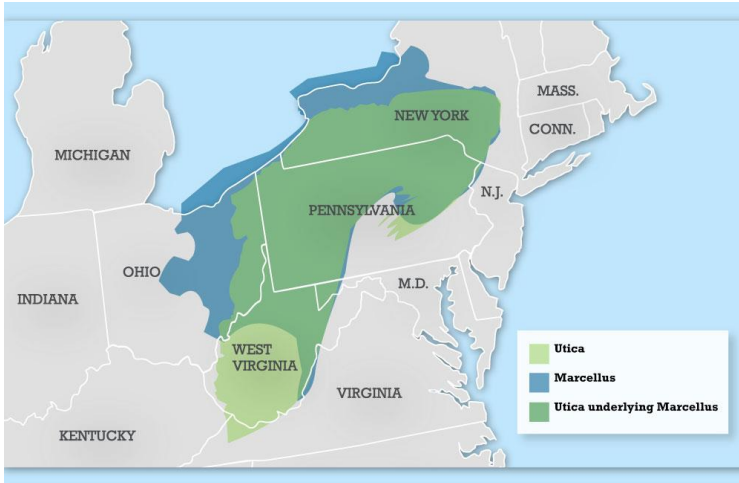 MASS.
NEW YORK
CONN.
MICHIGAN
N.J.
PENNSYLVANIA
OHIO
M.D.
INDIANA
WEST
VIRGINIA
VIRGINIA
KENTUCKY
Utica
Marcellus
Utica underlying Marcellus